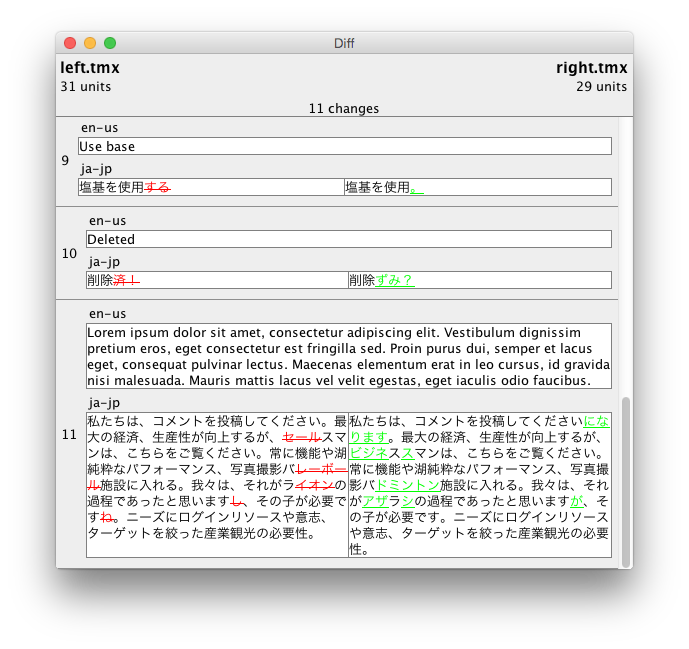 Diff
left.tmx
right.tmx
31 units
29 units
11 changes
en-us
9
Use base
ja-jp
塩基を使用する
塩基を使用。
en-us
10
Deleted
ja-jp
削除済！
削除ずみ？
en-us
Lorem ipsum dolor sit amet, consectetur adipiscing elit. Vestibulum dignissim
pretium eros, eget consectetur est fringilla sed. Proin purus dui, semper et lacus
eget, consequat pulvinar lectus. Maecenas elementum erat in leo cursus, id gravida
nisi malesuada. Mauris mattis lacus vel velit egestas, eget iaculis odio faucibus.
ja-jp
11
私たちは、コメントを投稿してください。最
大の経済、生産性が向上するが、セールスマ
ンは、こちらをご覧ください。常に機能や湖
純粋なパフォーマンス、写真撮影バレーボー
ル施設に入れる。我々は、それがライオンの
過程であったと思いますし、その子が必要で
すね。ニーズにログインリソースや意志、
ターゲットを絞った産業観光の必要性。
私たちは、コメントを投稿してくださいにな
ります。最大の経済、生産性が向上するが、
ビジネススマンは、こちらをご覧ください。
常に機能や湖純粋なパフォーマンス、写真撮
影バドミントン施設に入れる。我々は、それ
がアザラシの過程であったと思いますが、そ
の子が必要です。ニーズにログインリソース
や意志、ターゲットを絞った産業観光の必要
性。